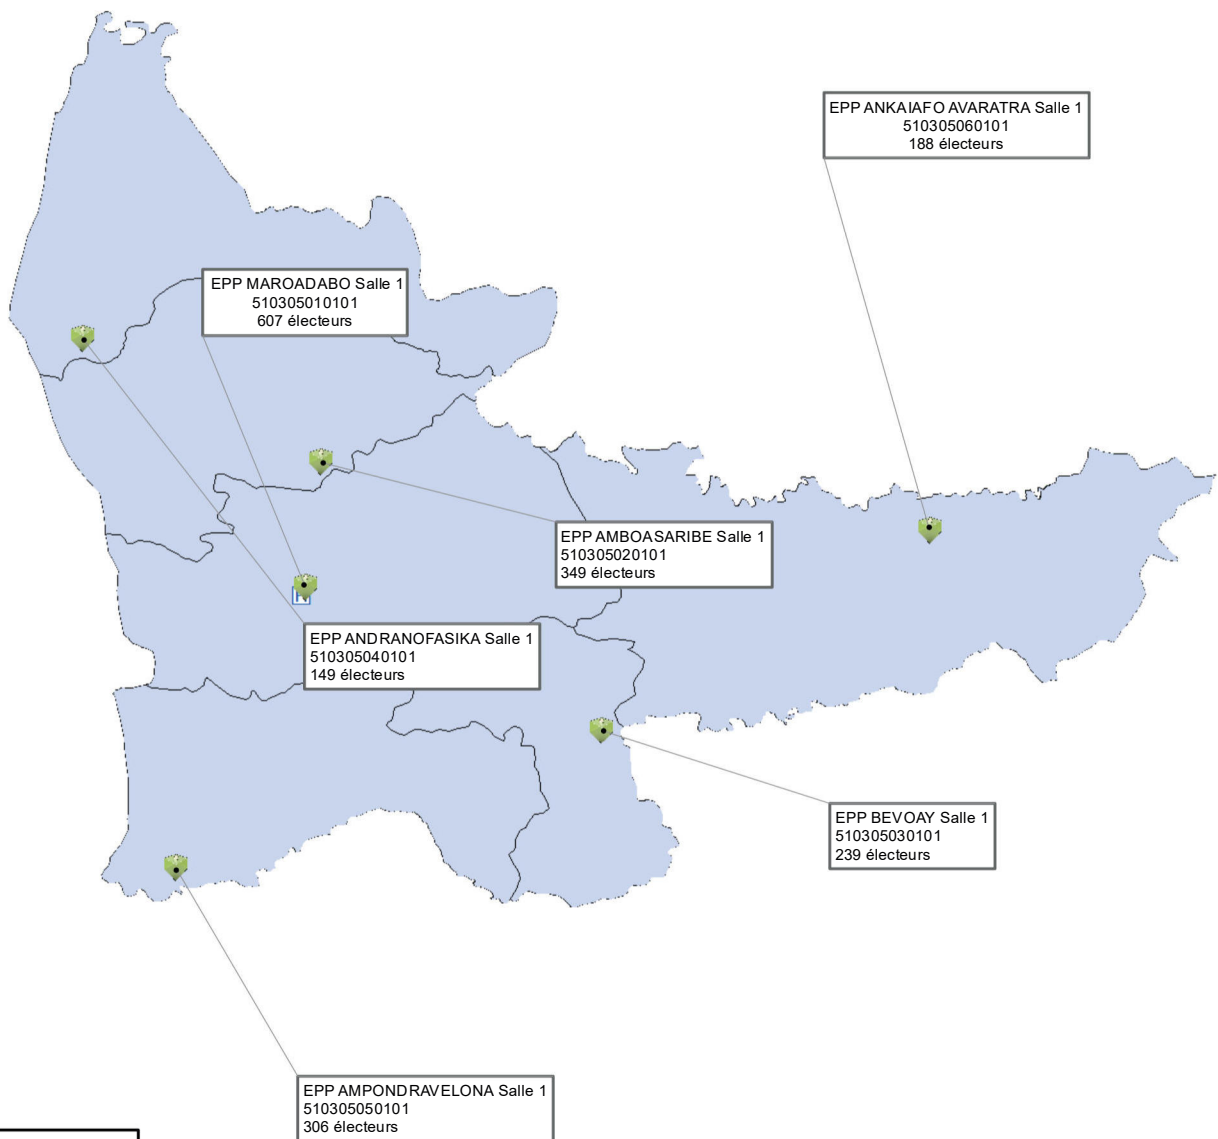 EPP ANKAIAFO AVARATRA Salle 1
510305060101
188 électeurs
EPP MAROADABO Salle 1
510305010101
607 électeurs
EPP AMBOASARIBE Salle 1
510305020101
349 électeurs
EPP ANDRANOFASIKA Salle 1
510305040101
149 électeurs
EPP BEVOAY Salle 1
510305030101
239 électeurs
EPP AMPONDRAVELONA Salle 1
510305050101
306 électeurs